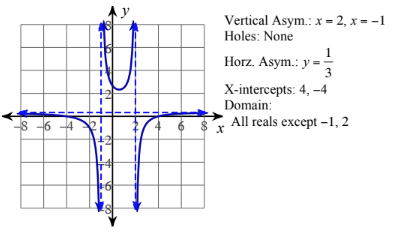 y
8
6
4
2
-8 -6 -4 -2 2 4 6 8 x
-2
-4
-6
-8
Vertical Asym.: x = 2, x = −1
Holes: None
Horz. Asym.: y = 1/3
X-intercepts: 4, −4
Domain:
All reals except −1, 2